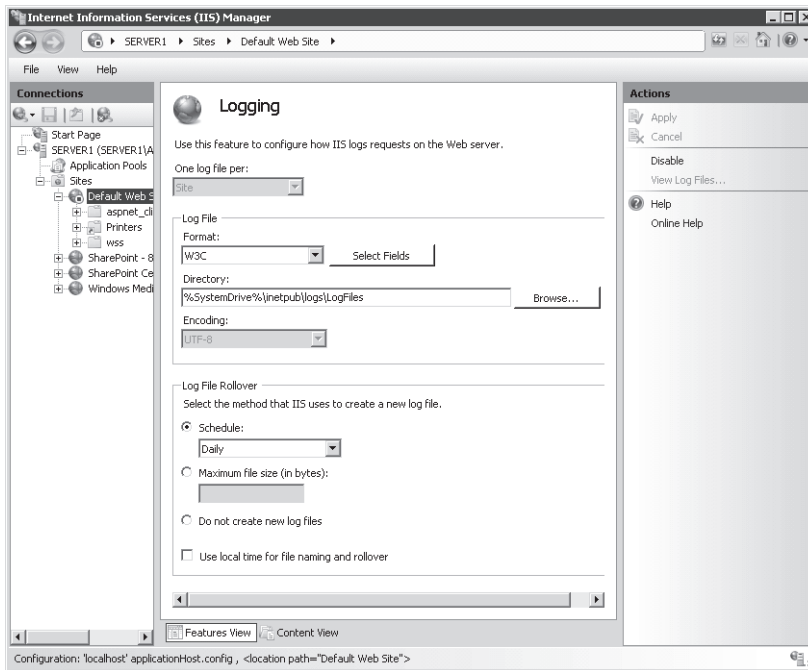 Internet Information Services (IIS) Manager
SERVER1 Sites Default Web Site
File View Help
Connections
Start Page
SERVER1 (SERVER1\A
Application Pools
Sites
Default Web S
aspnet_cli
Printers
wss
SharePoint - 8
SharePoint Ce
Windows Medi
Logging
Use this feature to configure how IIS logs requests on the Web server.
One log file per:
Site
Log File
Format:
W3C
Select Fields
Directory:
%SystemDrive%\inetpub\logs\LogFiles
Browse...
Encoding:
UTF-8
Log File Rollover
Select the method that IIS uses to create a new log file.
Schedule:
Daily
Maximum file size (in bytes):
Do not create new log files
Use local time for file naming and rollover
Features View
Content View
Actions
Apply
Cancel
Disable
View Log Files...
Help
Online Help
Configuration: 'localhost' applicationHost.config , <location path="Default Web Site">